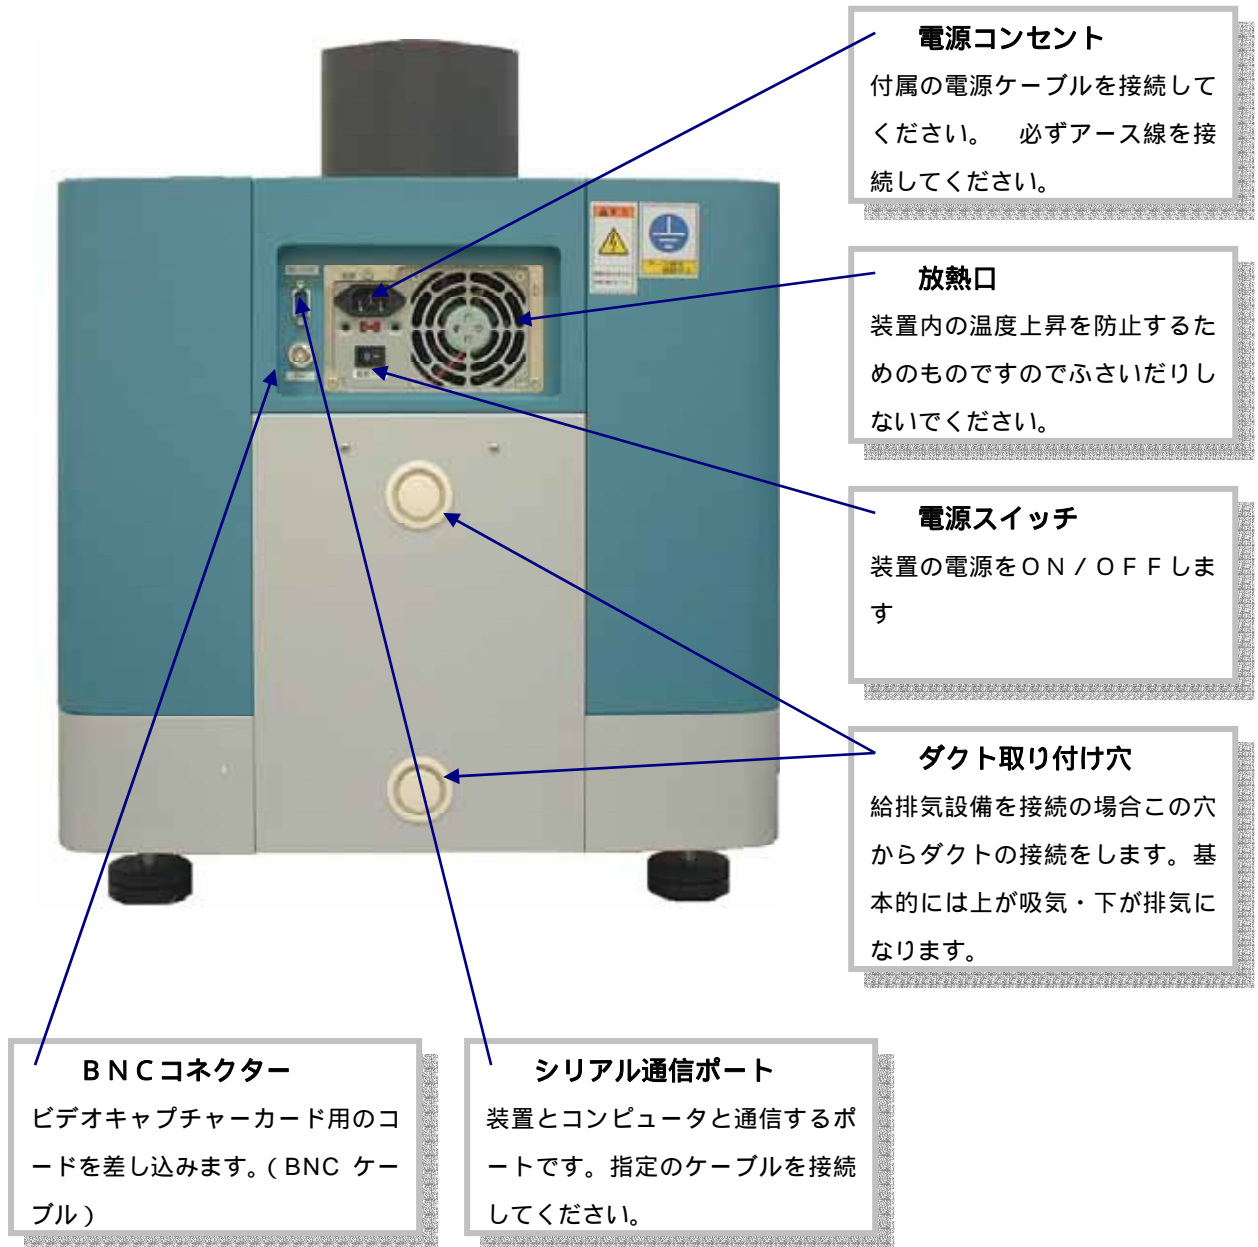 電源コンセント
付属の電源ケーブルを接続して
ください。　必ずアース線を接
続してください。
放熱口
装置内の温度上昇を防止するた
めのものですのでふさいだりし
ないでください。
電源スイッチ
装置の電源をＯＮ／ＯＦＦしま
す
ダクト取り付け穴
給排気設備を接続の場合この穴
からダクトの接続をします。基
本的には上が吸気・下が排気に
なります。
ＢＮＣコネクター
ビデオキャプチャーカード用のコ
ードを差し込みます。（BNC ケー
ブル）
シリアル通信ポート
装置とコンピュータと通信するポ
ートです。指定のケーブルを接続
してください。